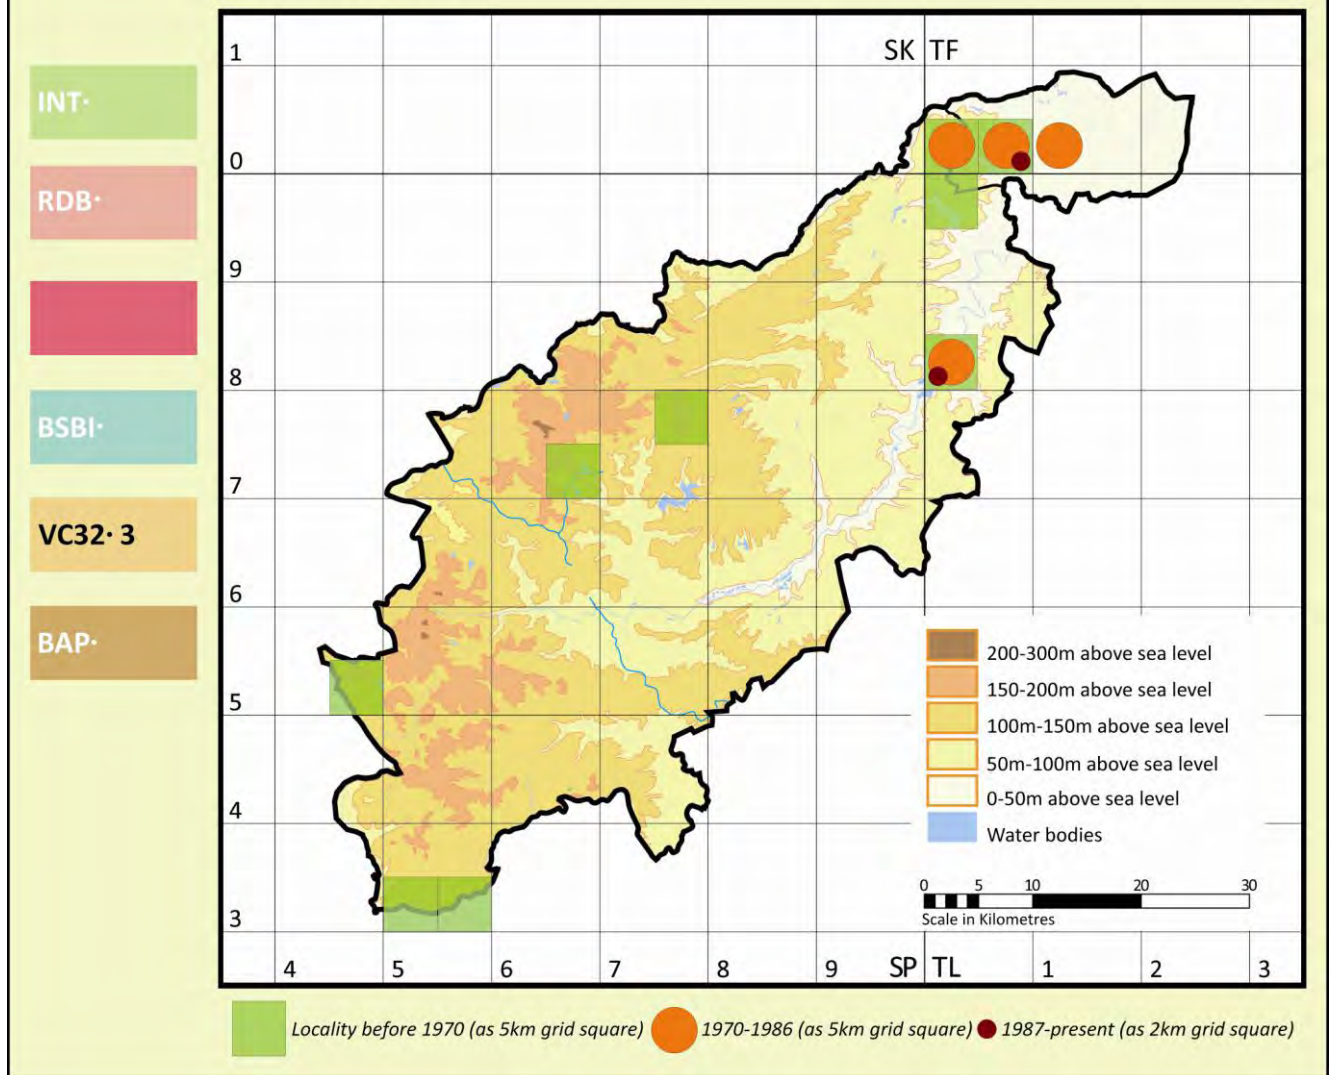 INT·
RDB·
BSBI·
VC32· 3
BAP·
SK TF
1
0
9
8
7
6
5
4
3
4 5 6 7 8 9 SP TL 1 2 3
200-300m above sea level
150-200m above sea level
100m-150m above sea level
50m-100m above sea level
0-50m above sea level
Water bodies
0 5 10 20 30
Scale in Kilometres
Locality before 1970 (as 5km grid square) 1970-1986 (as 5km grid square) 1987-present (as 2km grid square)